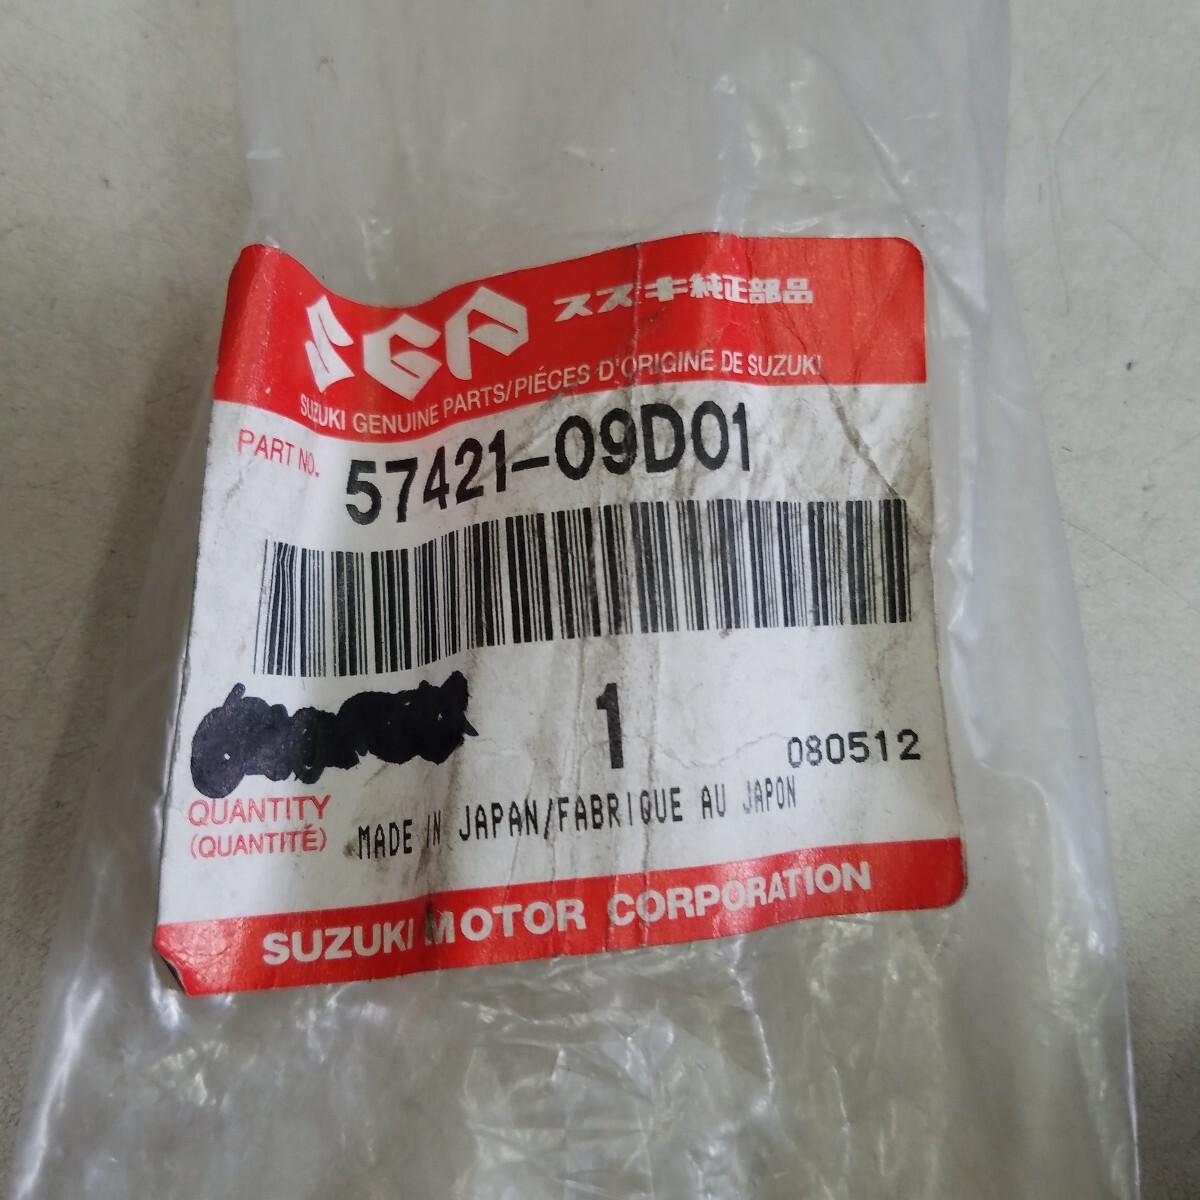 SGP スズキ純正部品
SUZUKI GENUINE PARTS/PIÉCES D'ORIGINE DE SUZUKI
PART NO. 57421-09D01
1
080512
QUANTITY
(QUANTITÉ)
MADE IN JAPAN/FABRIQUE AU JAPON
SUZUKI MOTOR CORPORATION